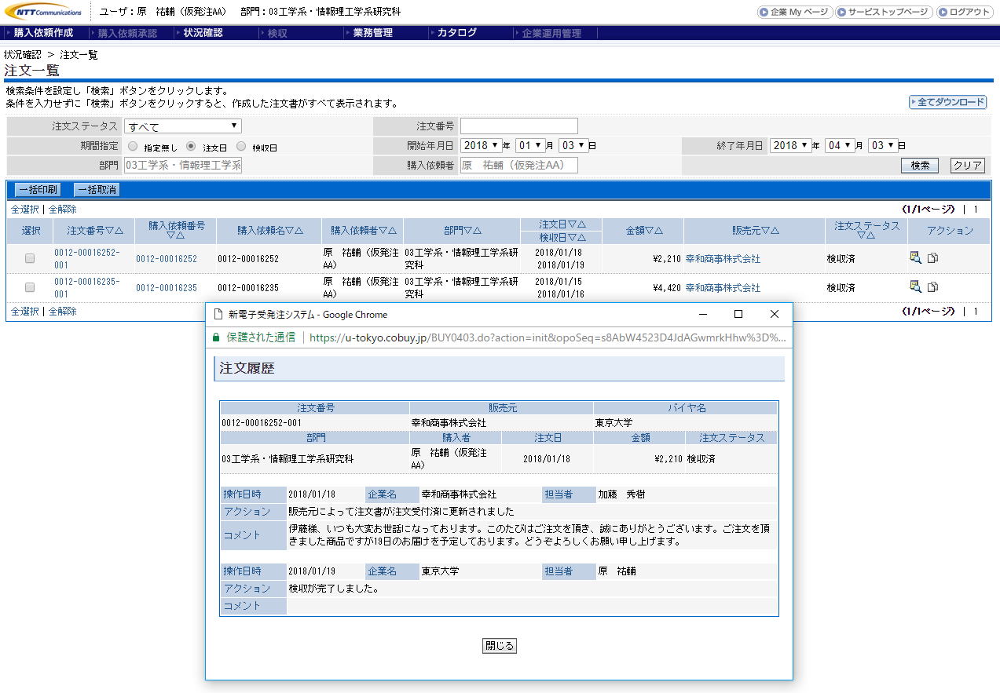 NTT Communications ユーザ：原　祐輔（仮発注AA）　部門：03工学系・情報理工学系研究科 企業 My ページ サービストップページ ログアウト
購入依頼作成 購入依頼承認 状況確認 検収 業務管理 カタログ 企業運用管理
状況確認 ＞ 注文一覧
注文一覧
検索条件を設定し「検索」ボタンをクリックします。
条件を入力せずに「検索」ボタンをクリックすると、作成した注文書がすべて表示されます。
全てダウンロード
注文ステータス すべて 注文番号
期間指定 指定無し 注文日 検収日 開始年月日 2018 年 01 月 03 日 終了年月日 2018 年 04 月 03 日
部門 03工学系・情報理工学系 購入依頼者 原　祐輔（仮発注AA） 検索 クリア
一括印刷 一括取消
全選択 | 全解除 (1/1ページ) | 1
選択 注文番号▽△ 購入依頼番号▽△ 購入依頼名▽△ 購入依頼者▽△ 部門▽△ 注文日▽△ 検収日▽△ 金額▽△ 販売元▽△ 注文ステータス▽△ アクション
0012-00016252-001 0012-00016252 0012-00016252 原　祐輔（仮発注AA） 03工学系・情報理工学系研究科 2018/01/18 2018/01/19 ¥2,210 幸和商事株式会社 検収済
0012-00016235-001 0012-00016235 0012-00016235 原　祐輔（仮発注AA） 03工学系・情報理工学系研究科 2018/01/15 2018/01/16 ¥4,420 幸和商事株式会社 検収済
全選択 | 全解除 (1/1ページ) | 1
新電子受発注システム - Google Chrome
保護された通信 | https://u-tokyo.cobuy.jp/BUY0403.do?action=init&opoSeq=s8AbW4523D4JdAGwmrkHhw%3D%...
注文履歴
注文番号 販売元 バイヤ名
0012-00016252-001 幸和商事株式会社 東京大学
部門 購入者 注文日 金額 注文ステータス
03工学系・情報理工学系研究科 原　祐輔（仮発注AA） 2018/01/18 ¥2,210 検収済
操作日時 2018/01/18 企業名 幸和商事株式会社 担当者 加藤　秀樹
アクション 販売元によって注文書が注文受付済に更新されました
コメント 伊藤様、いつも大変お世話になっております。このたびはご注文を頂き、誠にありがとうございます。ご注文を頂
きました商品ですが19日のお届けを予定しております。どうぞよろしくお願い申し上げます。
操作日時 2018/01/19 企業名 東京大学 担当者 原　祐輔
アクション 検収が完了しました。
コメント
閉じる